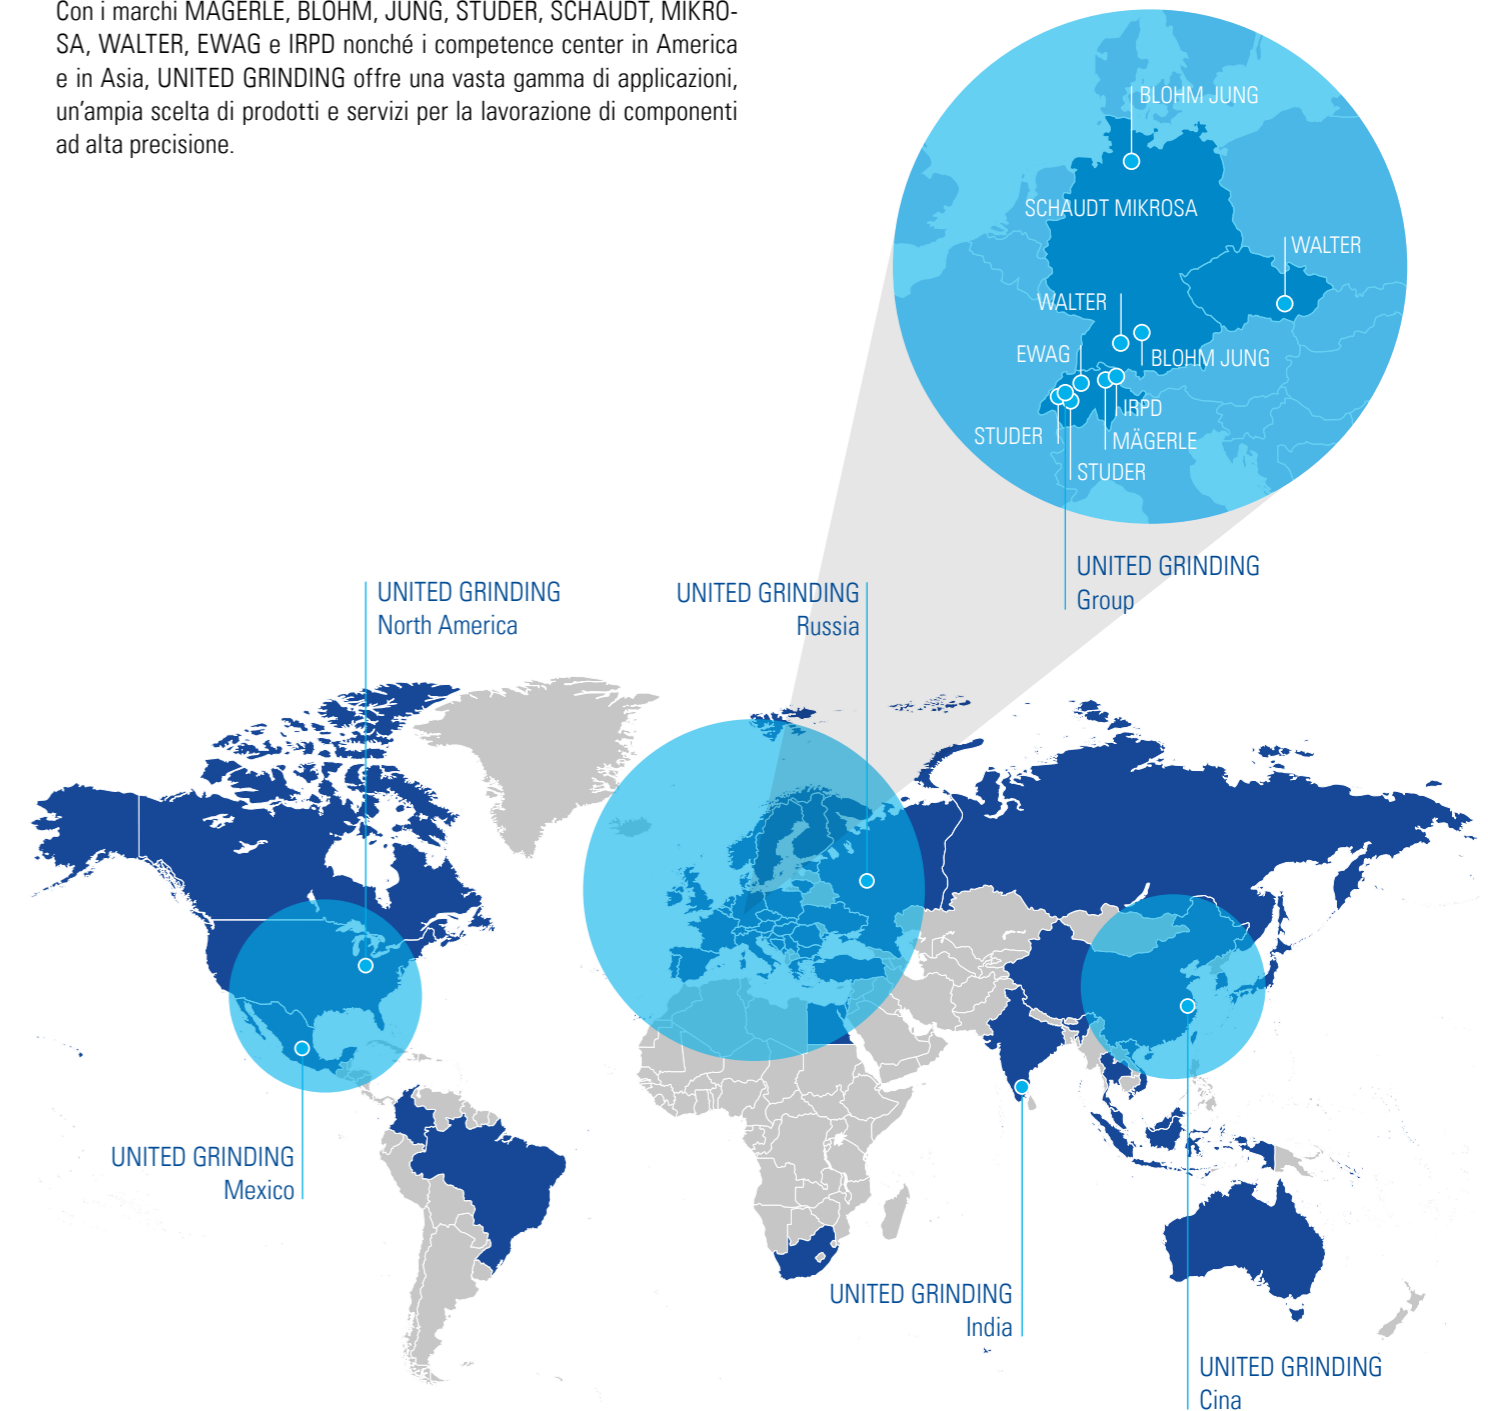 Con i marchi MÄGERLE, BLOHM, JUNG, STUDER, SCHAUDT, MIKRO-
SA, WALTER, EWAG e IRPD nonché i competence center in America
e in Asia, UNITED GRINDING offre una vasta gamma di applicazioni,
un'ampia scelta di prodotti e servizi per la lavorazione di componenti
ad alta precisione.
BLOHM JUNG
SCHAUDT MIKROSA
WALTER
WALTER
EWAG
BLOHM JUNG
IRPD
STUDER
MÄGERLE
STUDER
UNITED GRINDING
Group
UNITED GRINDING
North America
UNITED GRINDING
Russia
UNITED GRINDING
Mexico
UNITED GRINDING
India
UNITED GRINDING
Cina